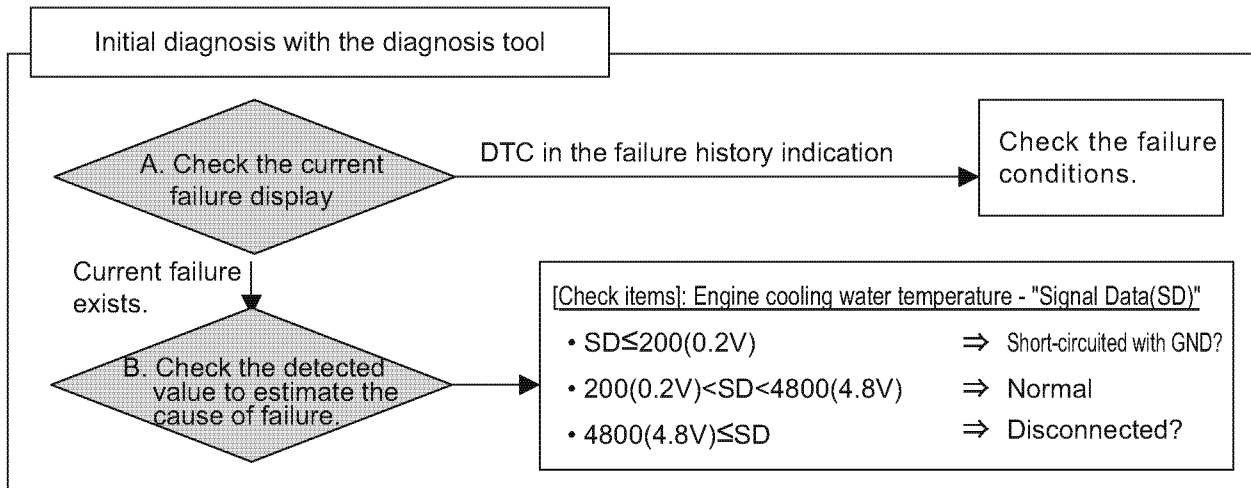 Initial diagnosis with the diagnosis tool
A. Check the current
failure display
DTC in the failure history indication
Check the failure
conditions.
Current failure
exists.
B. Check the detected
value to estimate the
cause of failure.
[Check items]: Engine cooling water temperature - "Signal Data(SD)"
• SD≤200(0.2V) ⇒ Short-circuited with GND?
• 200(0.2V)<SD<4800(4.8V) ⇒ Normal
• 4800(4.8V)≤SD ⇒ Disconnected?